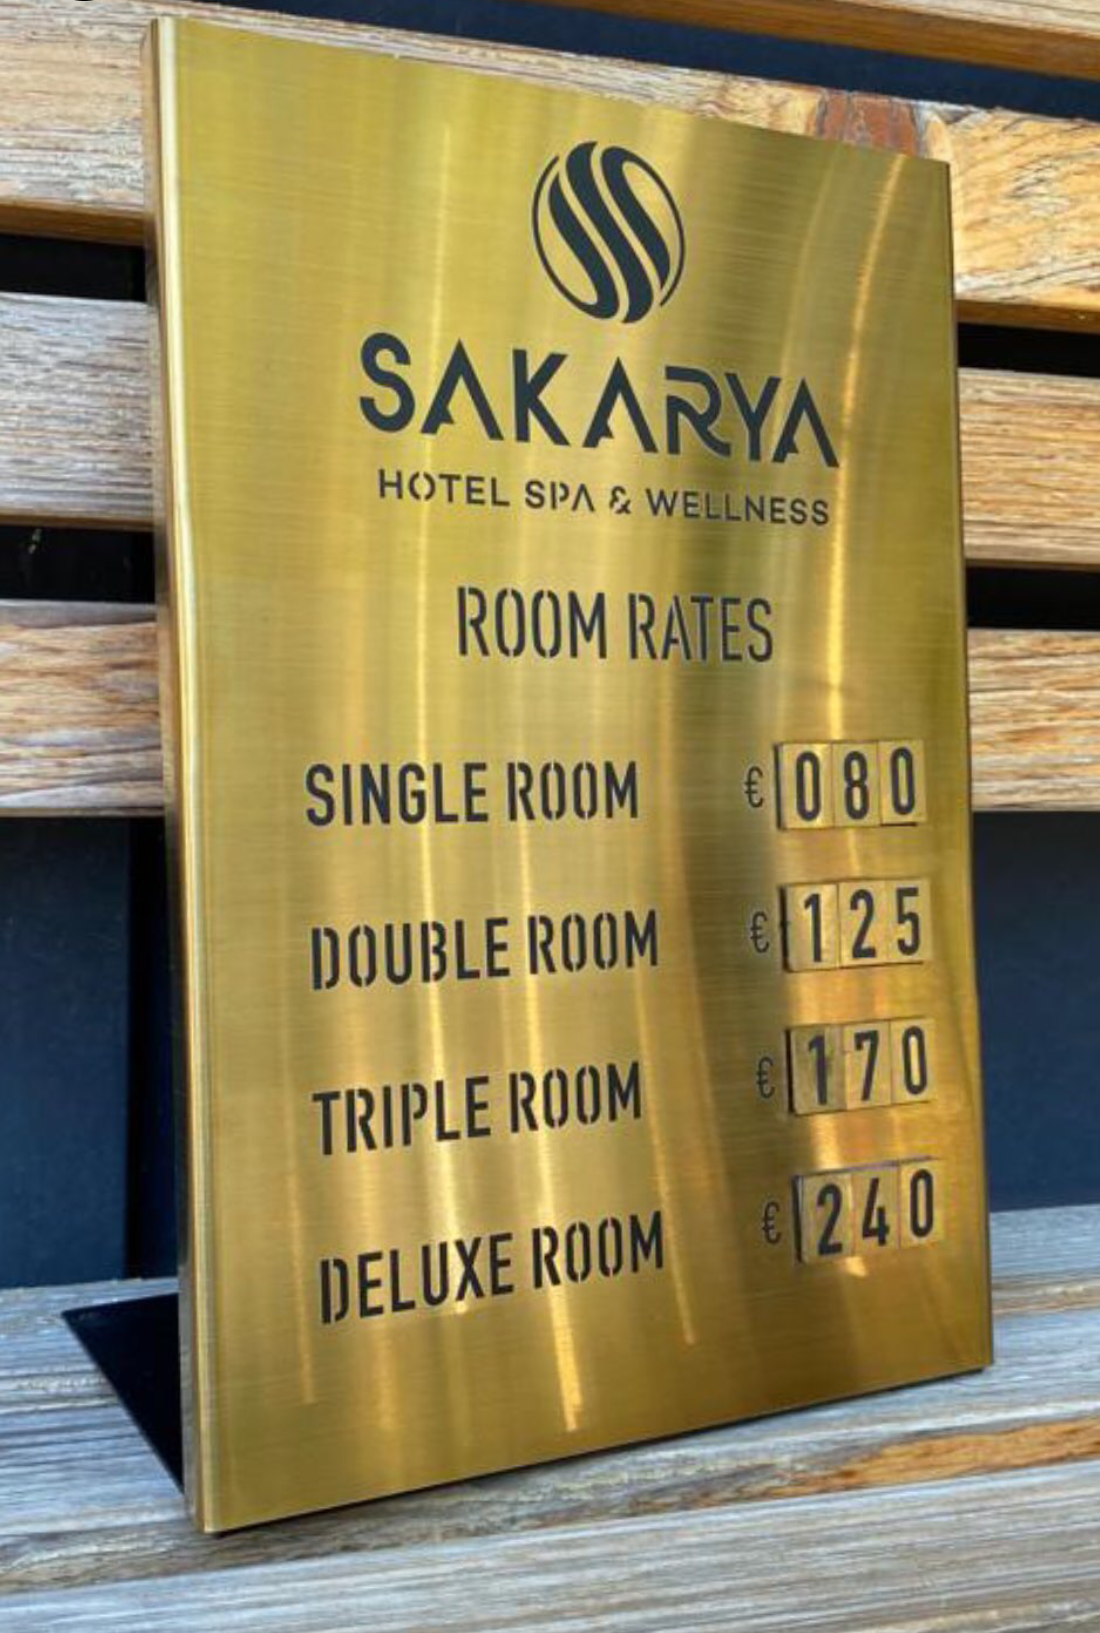 SAKARYA
HOTEL SPA & WELLNESS
ROOM RATES
SINGLE ROOM € 080
DOUBLE ROOM € 125
TRIPLE ROOM € 170
DELUXE ROOM € 240